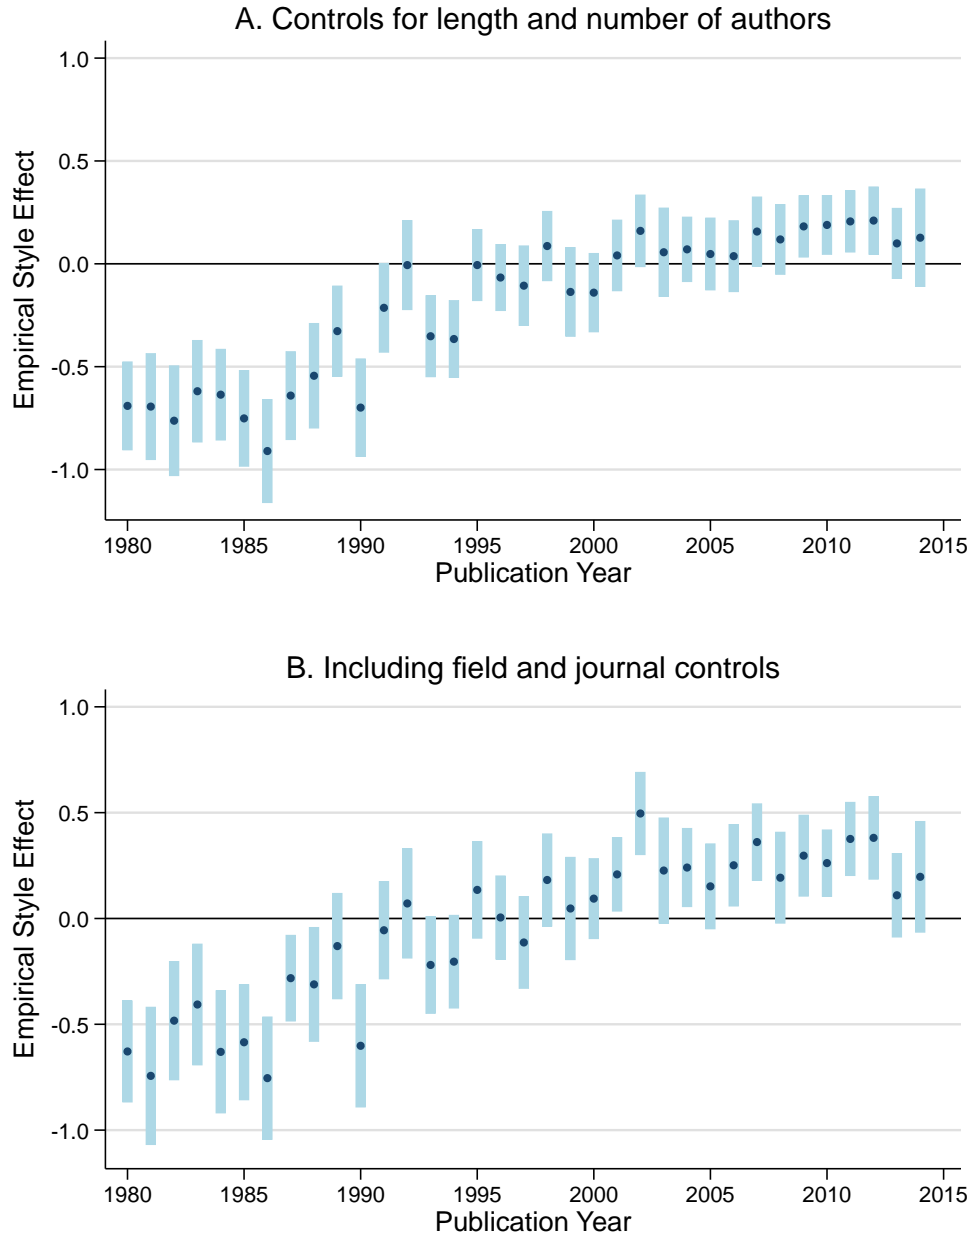 A. Controls for length and number of authors
1.0
0.5
0.0
-0.5
-1.0
Empirical Style Effect
1980 1985 1990 1995 2000 2005 2010 2015
Publication Year
B. Including field and journal controls
1.0
0.5
0.0
-0.5
-1.0
Empirical Style Effect
1980 1985 1990 1995 2000 2005 2010 2015
Publication Year